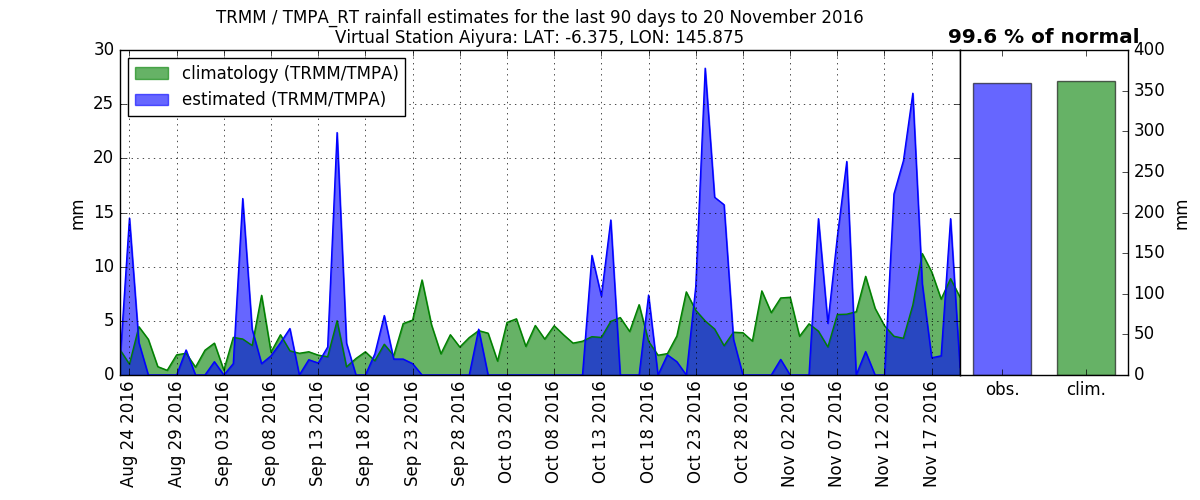 TRMM / TMPA_RT rainfall estimates for the last 90 days to 20 November 2016
Virtual Station Aiyura: LAT: -6.375, LON: 145.875
99.6 % of normal
climatology (TRMM/TMPA)
estimated (TRMM/TMPA)
mm
30
25
20
15
10
5
0
Aug 24 2016
Aug 29 2016
Sep 03 2016
Sep 08 2016
Sep 13 2016
Sep 18 2016
Sep 23 2016
Sep 28 2016
Oct 03 2016
Oct 08 2016
Oct 13 2016
Oct 18 2016
Oct 23 2016
Oct 28 2016
Nov 02 2016
Nov 07 2016
Nov 12 2016
Nov 17 2016
obs.
clim.
400
350
300
250
200
150
100
50
0
mm